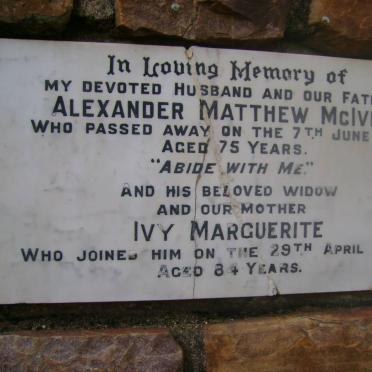 In Loving Memory of
MY DEVOTED HUSBAND AND OUR
ALEXANDER MATTHEW
WHO PASSED AWAY ON THE 7TH JUNE
AGED 75 YEARS.
"ABIDE WITH ME."
AND HIS BELOVED WIDOW
AND OUR MOTHER
IVY MARGUERITE
WHO JOINED HIM ON THE 29TH APRIL
AGED 84 YEARS.